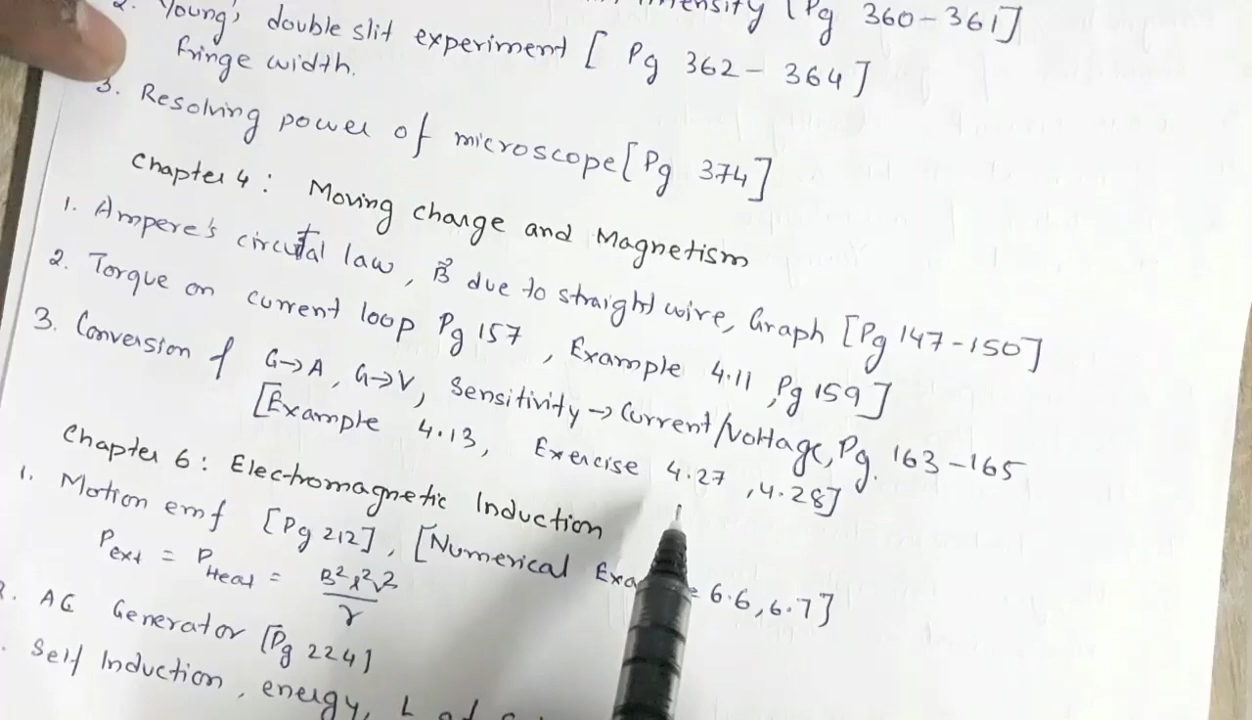 intensity [Pg 360-361]
2. Young's double slit experiment [ Pg 362-364]
fringe width.
3. Resolving power of microscope [Pg 374]
Chapter 4: Moving charge and Magnetism
1. Ampere's circuital law, B⃗ due to straight wire, Graph [Pg 147-150]
2. Torque on current loop Pg 157, Example 4.11, Pg 159]
3. Conversion of G→A, G→V, Sensitivity → Current/Voltage, Pg. 163-165
[Example 4.13, Exercise 4.27, 4.28]
Chapter 6: Electromagnetic Induction
1. Motion emf [Pg 212], [Numerical 6.6, 6.7]
Pext = PHeat = B²l²v²/r
2. AC Generator [Pg 224]
Self Induction, energy, L of